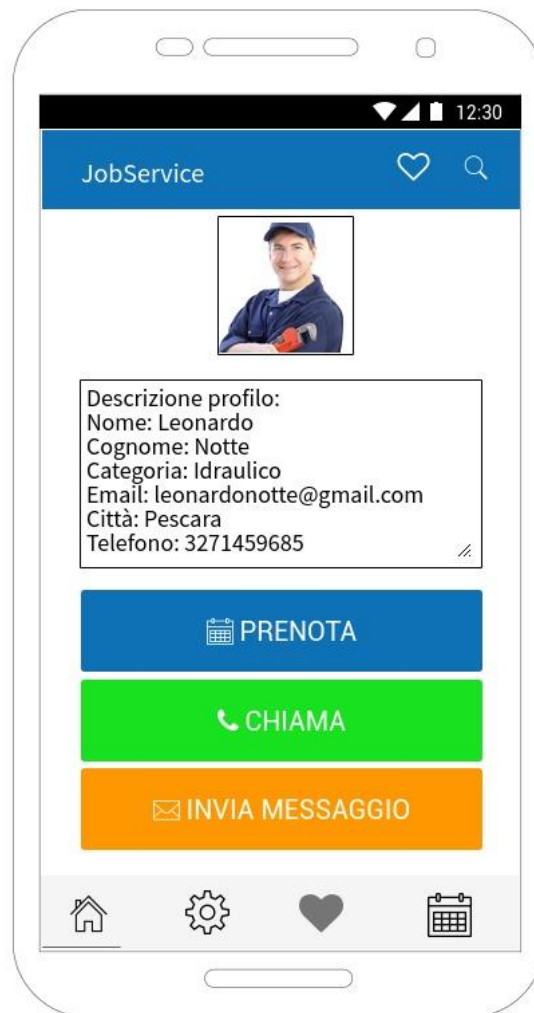 12:30
JobService
Descrizione profilo:
Nome: Leonardo
Cognome: Notte
Categoria: Idraulico
Email: leonardonotte@gmail.com
Città: Pescara
Telefono: 3271459685
PRENOTA
CHIAMA
INVIA MESSAGGIO